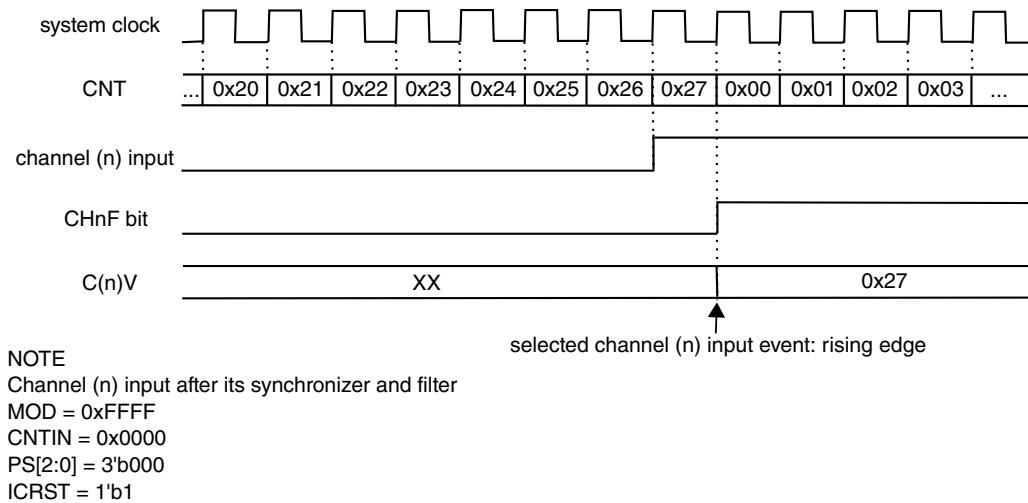 system clock
CNT ... 0x20 0x21 0x22 0x23 0x24 0x25 0x26 0x27 0x00 0x01 0x02 0x03 ...
channel (n) input
CHnF bit
C(n)V XX 0x27
selected channel (n) input event: rising edge
NOTE
Channel (n) input after its synchronizer and filter
MOD = 0xFFFF
CNTIN = 0x0000
PS[2:0] = 3'b000
ICRST = 1'b1